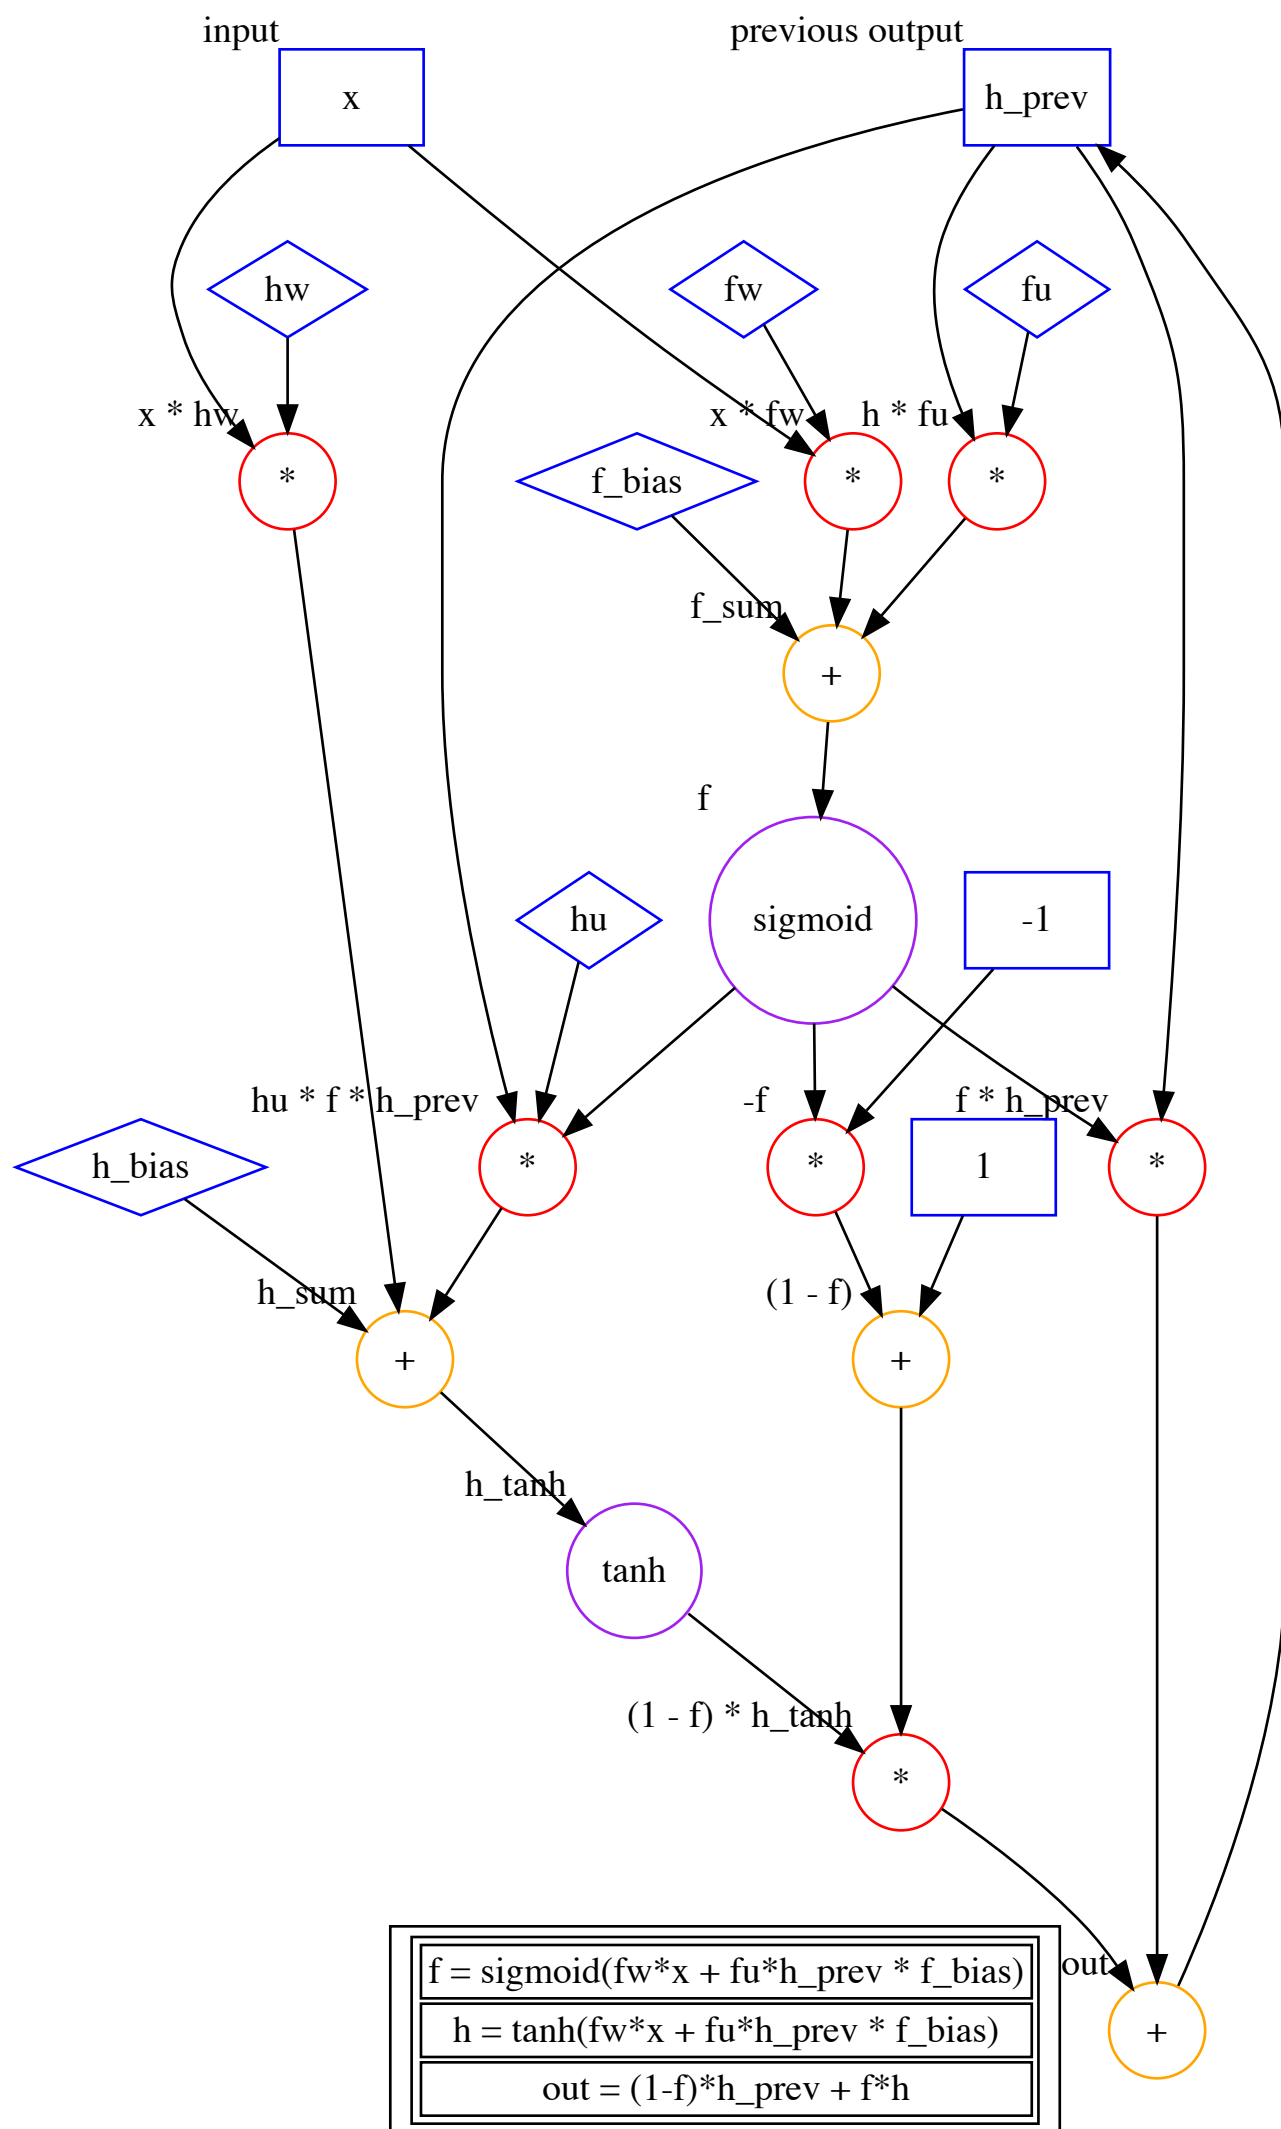 input
previous output
x
h_prev
hw
fw
fu
x * hw
x * fw
h * fu
*
f_bias
*
*
f_sum
+
f
hu
sigmoid
-1
hu * f * h_prev
-f
f * h_prev
h_bias
*
*
1
*
h_sum
(1 - f)
+
+
h_tanh
tanh
(1 - f) * h_tanh
*
out
f = sigmoid(fw*x + fu*h_prev * f_bias)
h = tanh(fw*x + fu*h_prev * f_bias)
+
out = (1-f)*h_prev + f*h